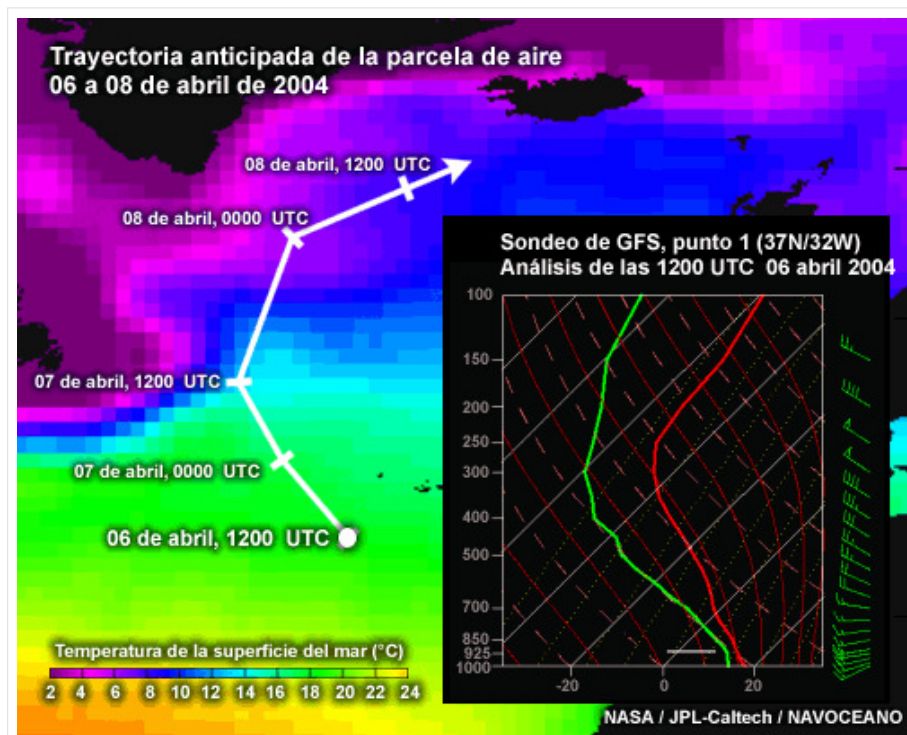 Trayectoria anticipada de la parcela de aire
06 a 08 de abril de 2004
08 de abril, 1200 UTC
08 de abril, 0000 UTC
07 de abril, 1200 UTC
07 de abril, 0000 UTC
06 de abril, 1200 UTC
Temperatura de la superficie del mar (°C)
2 4 6 8 10 12 14 16 18 20 22 24
Sondeo de GFS, punto 1 (37N/32W)
Análisis de las 1200 UTC 06 abril 2004
100
150
200
250
300
400
500
700
850
925
1000
-20 0 20
NASA / JPL-Caltech / NAVOCEANO